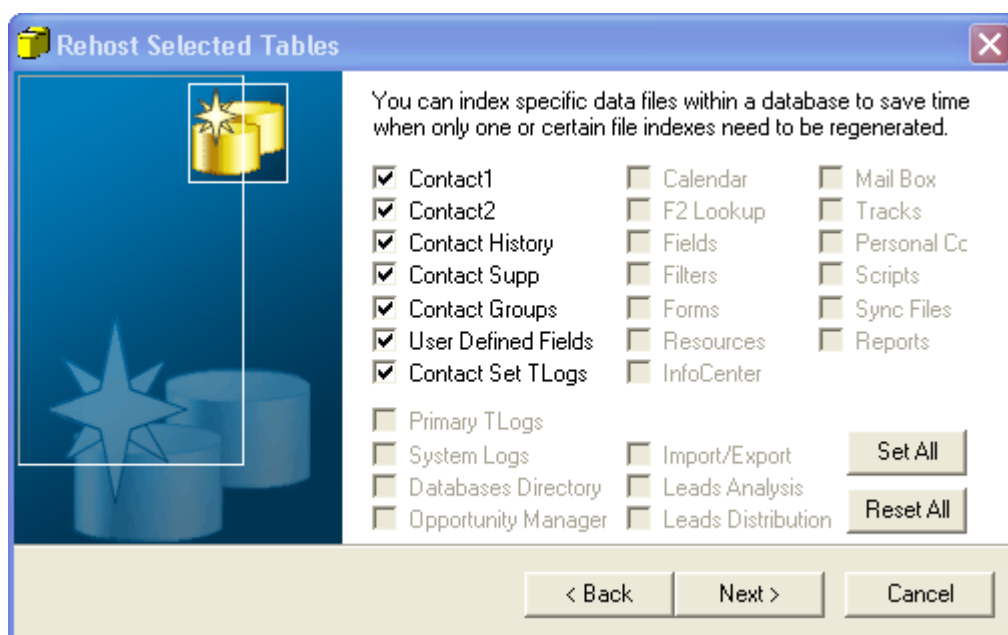 Rehost Selected Tables
You can index specific data files within a database to save time
when only one or certain file indexes need to be regenerated.
Contact1
Contact2
Contact History
Contact Supp
Contact Groups
User Defined Fields
Contact Set TLogs
Calendar
F2 Lookup
Fields
Filters
Forms
Resources
InfoCenter
Mail Box
Tracks
Personal Cc
Scripts
Sync Files
Reports
Primary TLogs
System Logs
Databases Directory
Opportunity Manager
Import/Export
Leads Analysis
Leads Distribution
Set All
Reset All
< Back
Next >
Cancel